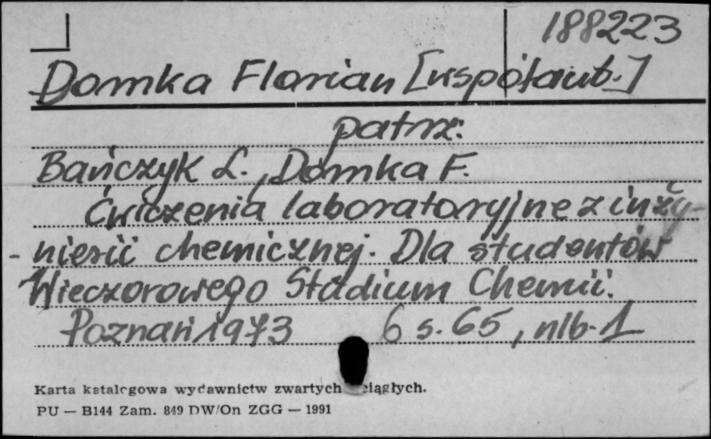 188223
Domka Florian [współaut.]
patrz:
Bańczyk L., Domka F.
Ćwiczenia laboratoryjne z inży-
- nierii chemicznej. Dla studentów
Wieczorowego Studium Chemii.
Poznań 1973 6 s. 65, nlb. 1
Karta katalogowa wydawnictw zwartych ciągłych.
PU — B144 Zam. 849 DW/On ZGG — 1991